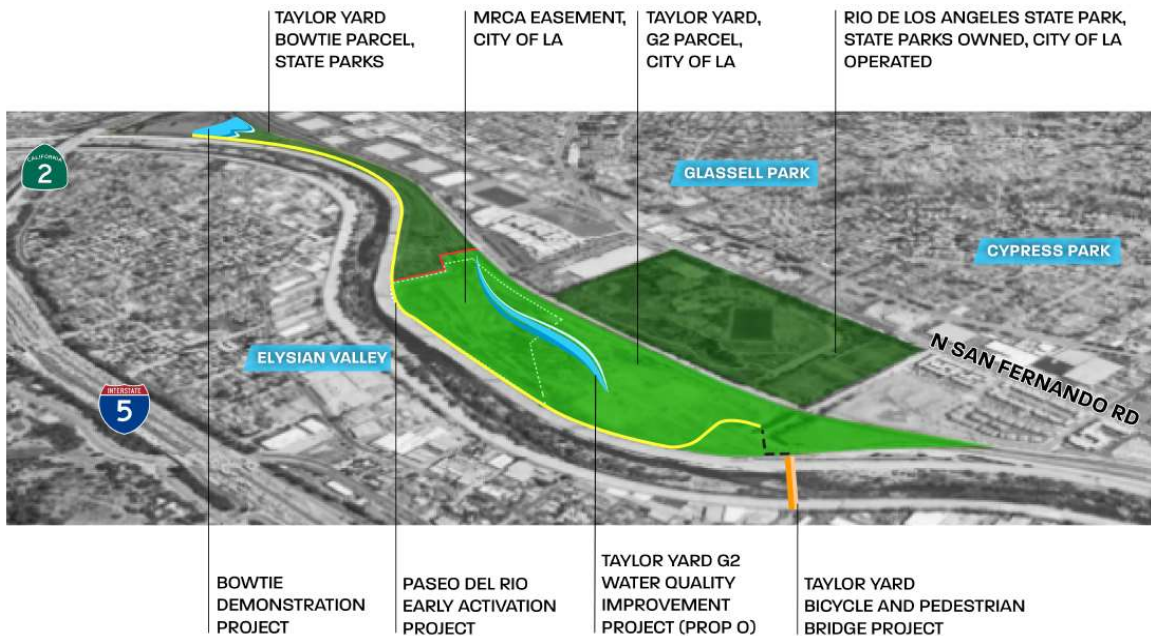 TAYLOR YARD
BOWTIE PARCEL,
STATE PARKS
MRCA EASEMENT,
CITY OF LA
TAYLOR YARD,
G2 PARCEL,
CITY OF LA
RIO DE LOS ANGELES STATE PARK,
STATE PARKS OWNED, CITY OF LA
OPERATED
CALIFORNIA
2
GLASSELL PARK
CYPRESS PARK
N SAN FERNANDO RD
ELYSIAN VALLEY
INTERSTATE
5
BOWTIE
DEMONSTRATION
PROJECT
PASEO DEL RIO
EARLY ACTIVATION
PROJECT
TAYLOR YARD G2
WATER QUALITY
IMPROVEMENT
PROJECT (PROP O)
TAYLOR YARD
BICYCLE AND PEDESTRIAN
BRIDGE PROJECT